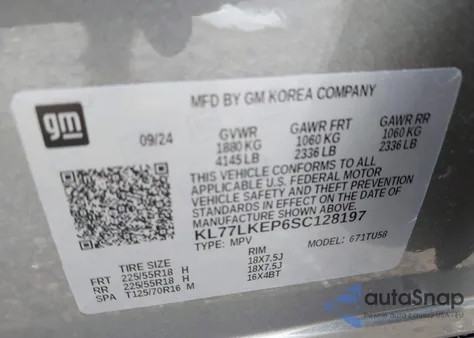 MFD BY GM KOREA COMPANY
gm
09/24
GVWR GAWR FRT GAWR RR
1880 KG 1060 KG 1060 KG
4145 LB 2336 LB 2336 LB
THIS VEHICLE CONFORMS TO ALL
APPLICABLE U.S. FEDERAL MOTOR
VEHICLE SAFETY AND THEFT PREVENTION
STANDARDS IN EFFECT ON THE DATE OF
MANUFACTURE SHOWN ABOVE.
KL77LKEP6SC128197
TYPE: MPV MODEL: 671TU58
TIRE SIZE RIM
FRT 225/55R18 H 18X7.5J
RR 225/55R18 H 18X7.5J
SPA T125/70R16 M 16X4BT
autoSnap